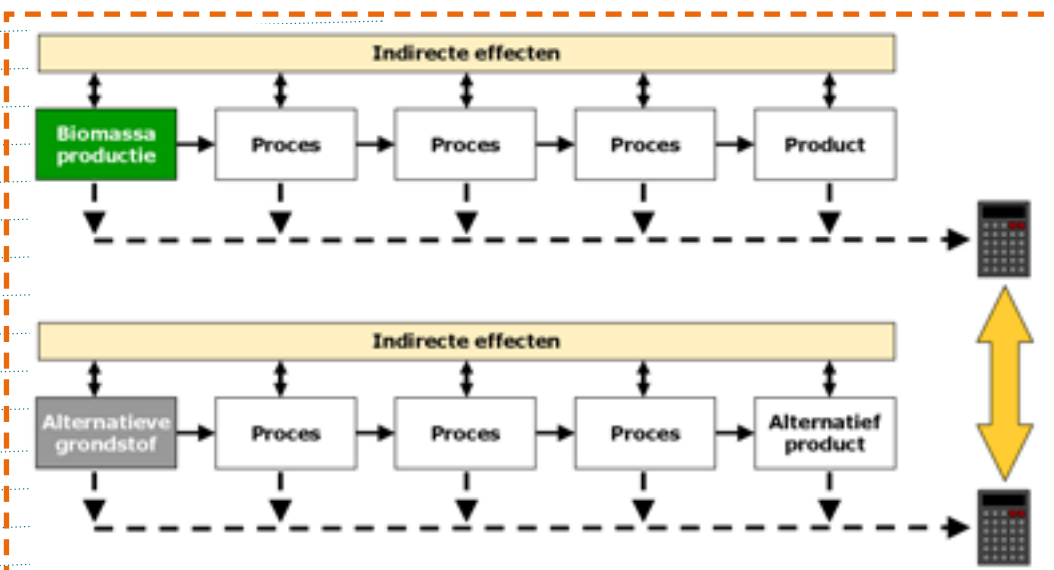 Indirecte effecten
Biomassa
productie
Proces
Proces
Proces
Product
Indirecte effecten
Alternatieve
grondstof
Proces
Proces
Proces
Alternatief
product